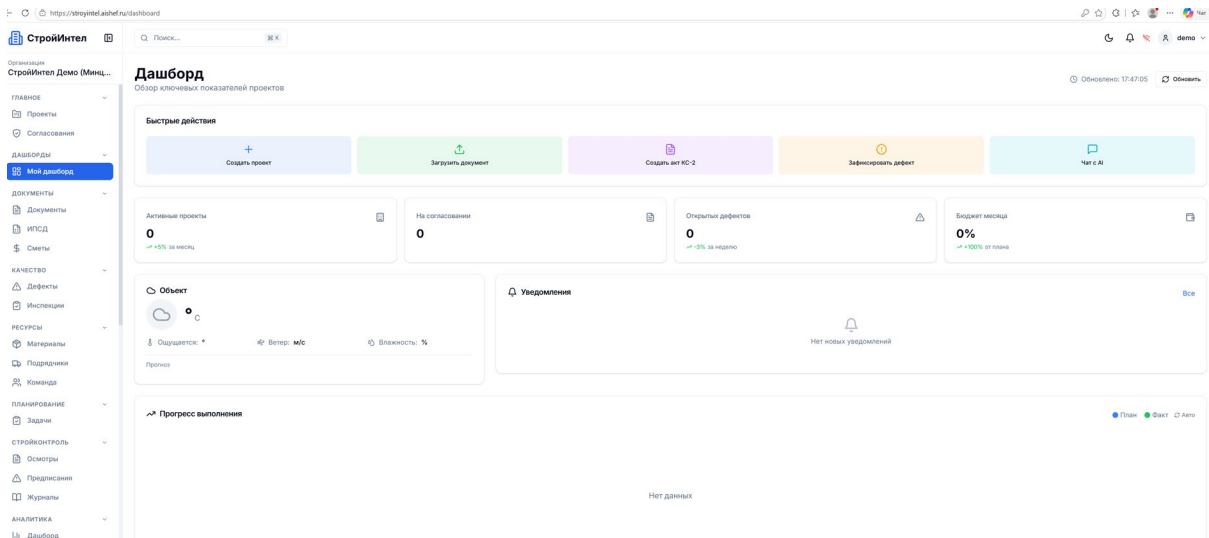 https://stroyintel.aishef.ru/dashboard
Чат
СтройИнтел
Поиск...
⌘ K
demo
Организация
СтройИнтел Демо (Минц...
ГЛАВНОЕ
Проекты
Согласования
ДАШБОРДЫ
Мой дашборд
ДОКУМЕНТЫ
Документы
ИПСД
Сметы
КАЧЕСТВО
Дефекты
Инспекции
РЕСУРСЫ
Материалы
Подрядчики
Команда
ПЛАНИРОВАНИЕ
Задачи
СТРОЙКОНТРОЛЬ
Осмотры
Предписания
Журналы
АНАЛИТИКА
Дашборд
Дашборд
Обзор ключевых показателей проектов
Обновлено: 17:47:05
Обновить
Быстрые действия
Создать проект
Загрузить документ
Создать акт КС-2
Зафиксировать дефект
Чат с AI
Активные проекты
0
+5% за месяц
На согласовании
0
Открытых дефектов
0
-3% за неделю
Бюджет месяца
0%
+100% от плана
Объект
°C
Ощущается: °
Ветер: м/с
Влажность: %
Прогноз
Уведомления
Все
Нет новых уведомлений
Прогресс выполнения
План
Факт
Авто
Нет данных